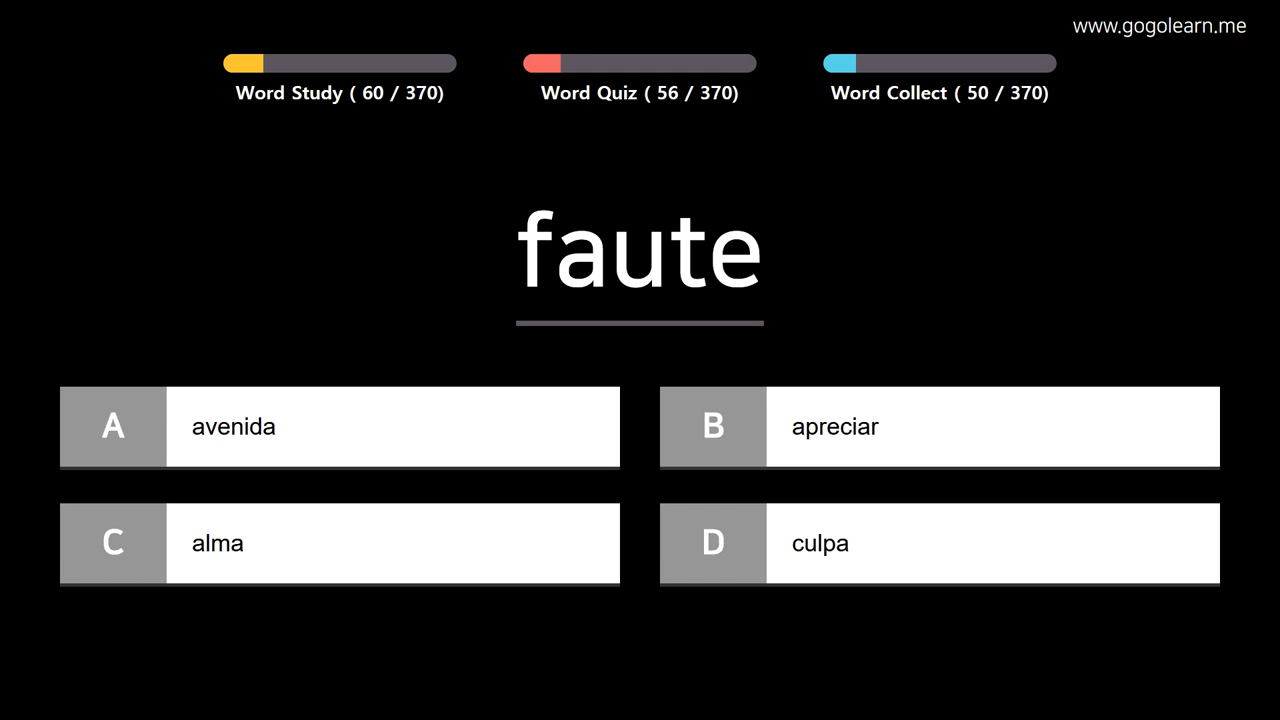 www.gogolearn.me
Word Study ( 60 / 370)
Word Quiz ( 56 / 370)
Word Collect ( 50 / 370)
faute
A avenida
B apreciar
C alma
D culpa